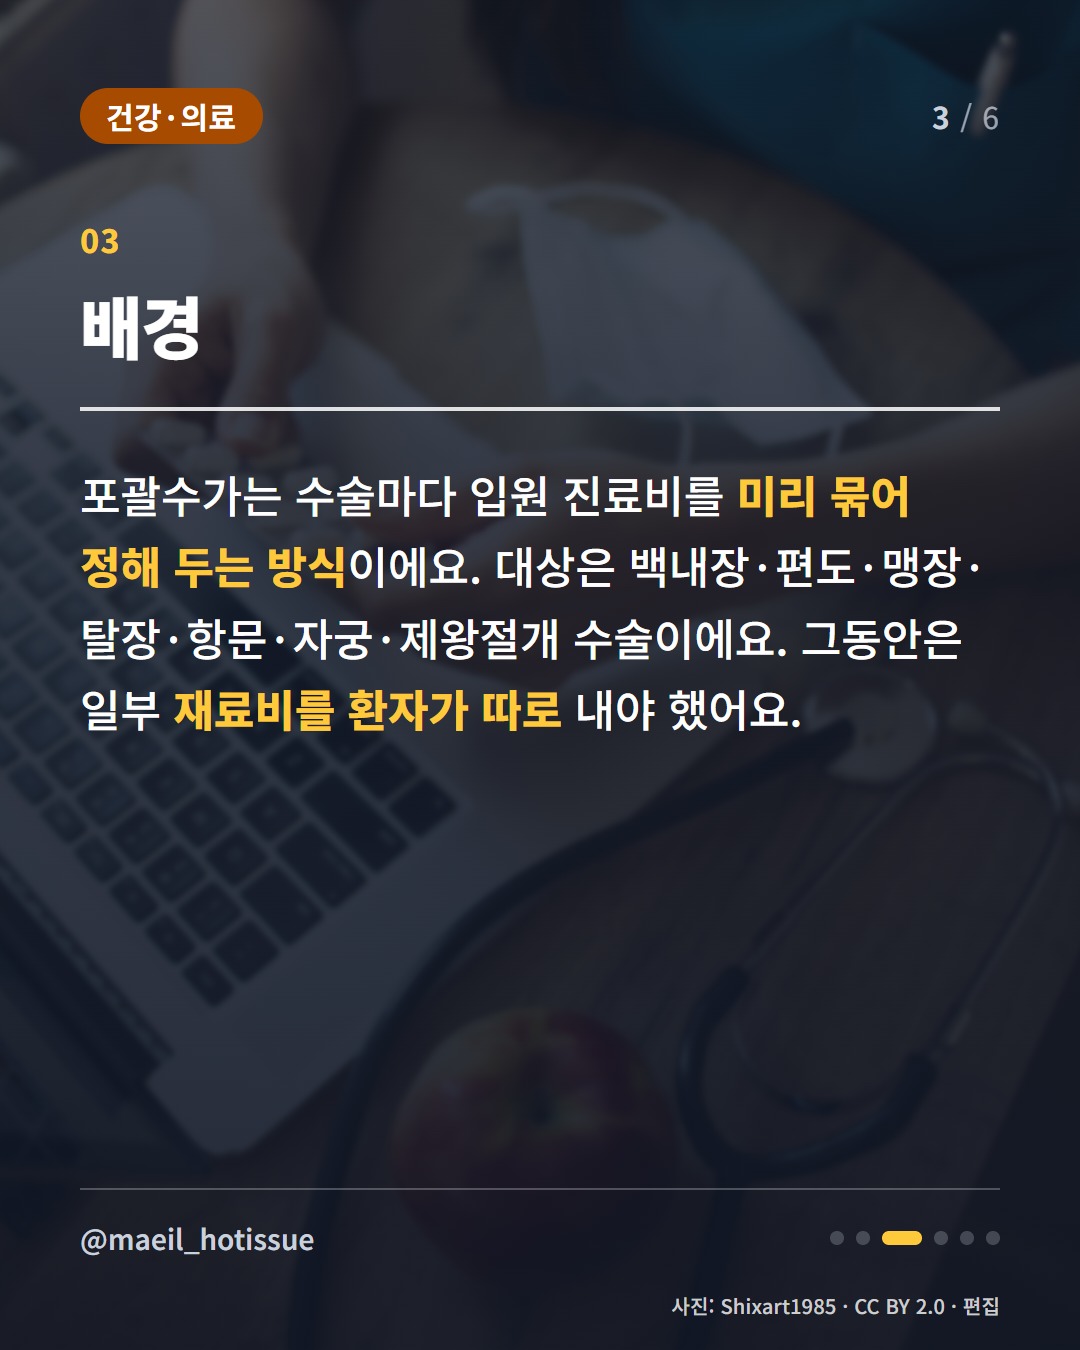 건강·의료
3 / 6
03
배경
포괄수가는 수술마다 입원 진료비를 미리 묶어
정해 두는 방식이에요. 대상은 백내장·편도·맹장·
탈장·항문·자궁·제왕절개 수술이에요. 그동안은
일부 재료비를 환자가 따로 내야 했어요.
@maeil_hotissue
사진: Shixart1985 · CC BY 2.0 · 편집